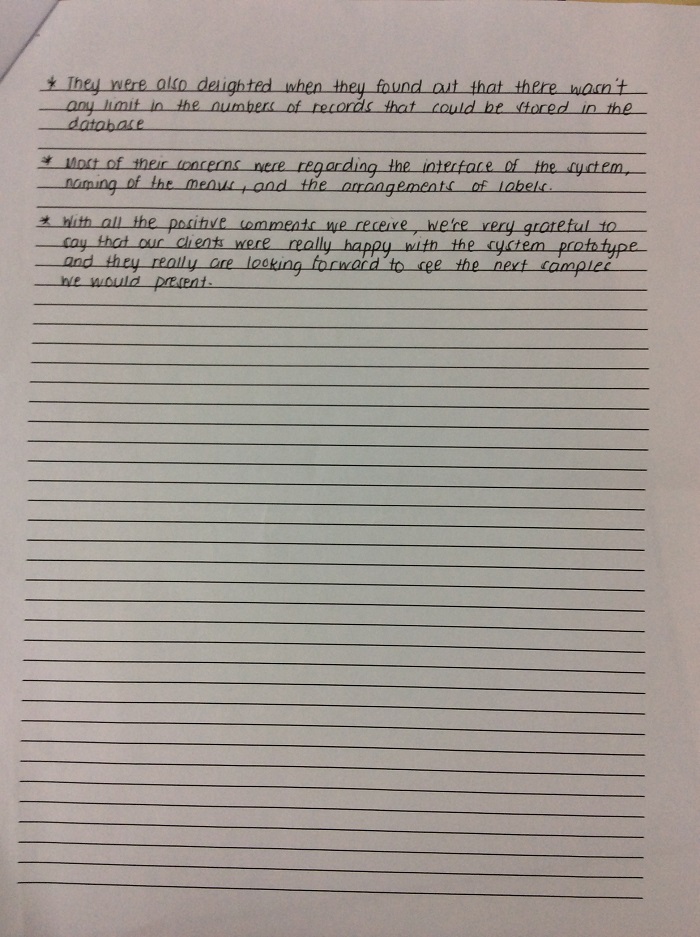 * They were also delighted when they found out that there wasn't
any limit in the numbers of records that could be stored in the
database
* Most of their concerns were regarding the interface of the system,
naming of the menus, and the arrangements of labels.
* With all the positive comments we receive, we're very grateful to
say that our clients were really happy with the system prototype
and they really are looking forward to see the next samples
we would present.